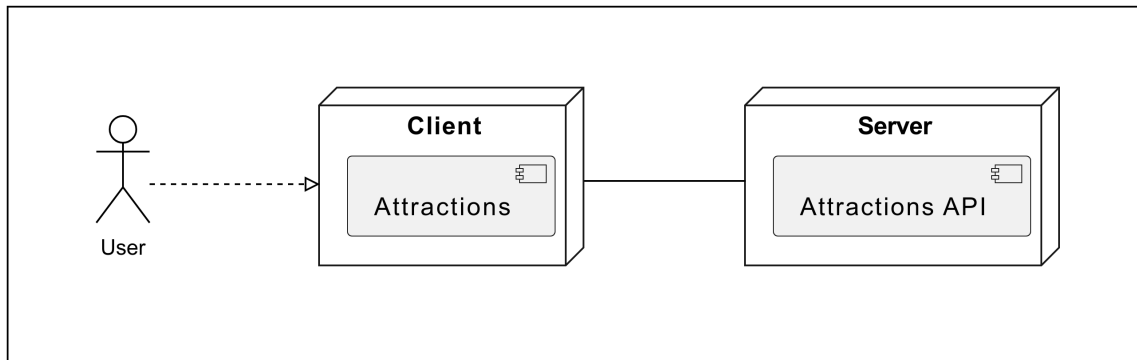 Client
Server
Attractions
Attractions API
User